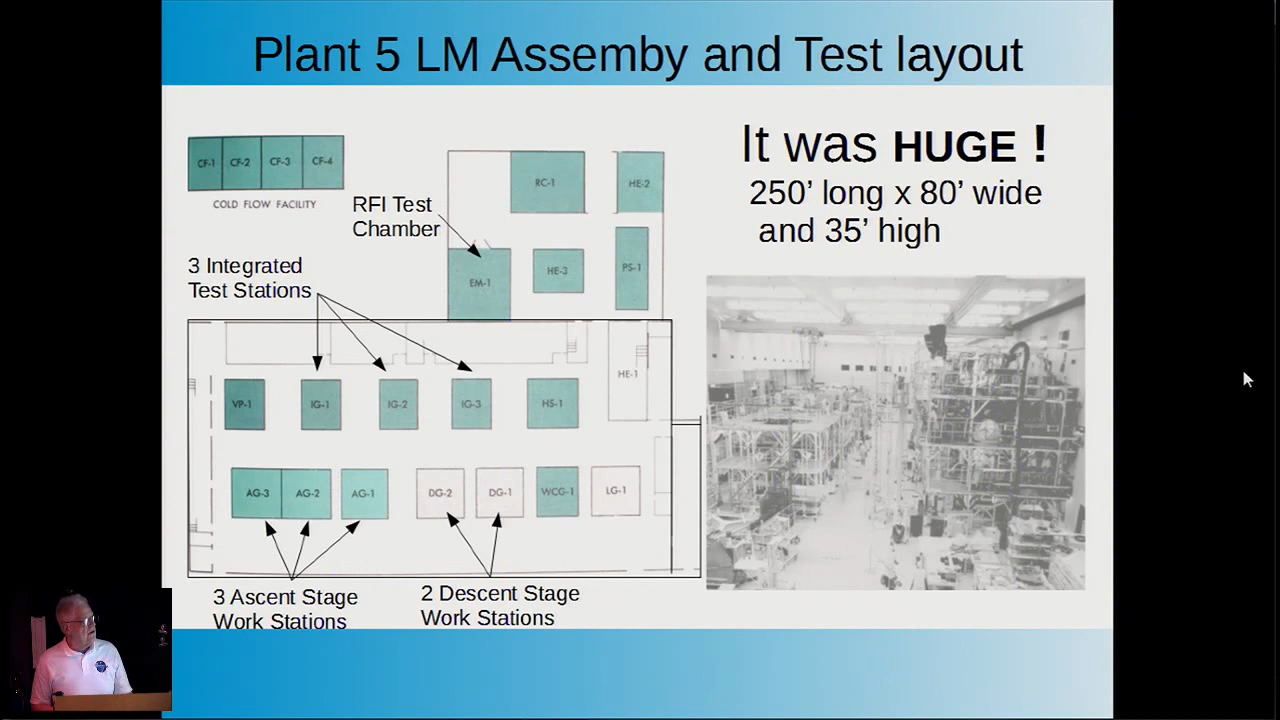 Plant 5 LM Assemby and Test layout
It was HUGE !
250’ long x 80’ wide
and 35’ high
CF-1 CF-2 CF-3 CF-4
COLD FLOW FACILITY
RFI Test
Chamber
RC-1
HE-2
EM-1
HE-3
PS-1
3 Integrated
Test Stations
HE-1
VP-1
IG-1
IG-2
IG-3
HS-1
AG-3
AG-2
AG-1
DG-2
DG-1
WCG-1
LG-1
3 Ascent Stage
Work Stations
2 Descent Stage
Work Stations